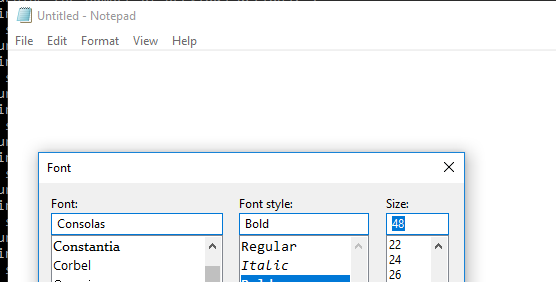 Untitled - Notepad
File Edit Format View Help
Font
Font: Font style: Size:
Consolas Bold 48
Constantia Regular 22
Corbel Italic 24
26